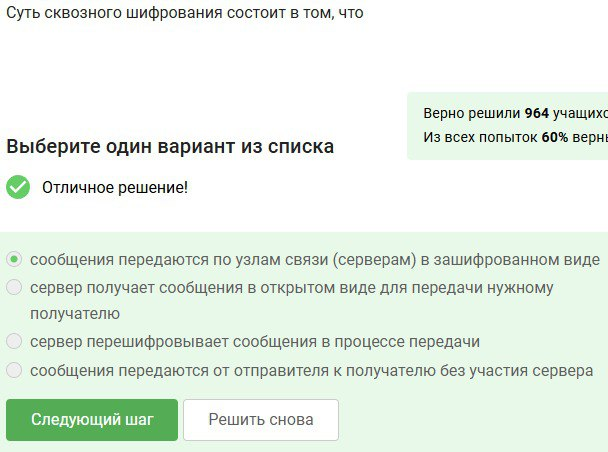 Суть сквозного шифрования состоит в том, что
Верно решили 964
Из всех попыток 60%
Выберите один вариант из списка
Отличное решение!
сообщения передаются по узлам связи (серверам) в зашифрованном виде
сервер получает сообщения в открытом виде для передачи нужному
получателю
сервер перешифровывает сообщения в процессе передачи
сообщения передаются от отправителя к получателю без участия сервера
Следующий шаг
Решить снова